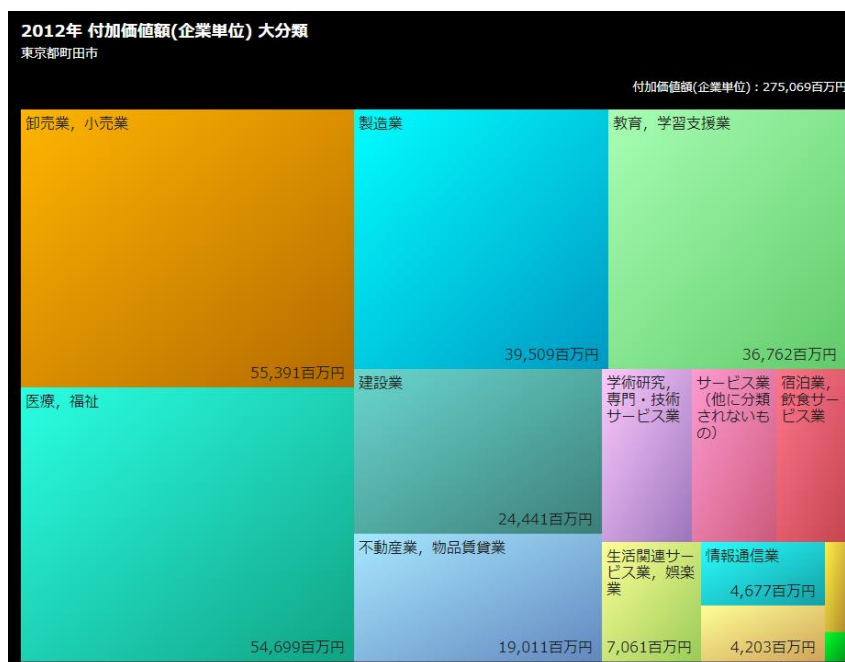 2022年 付加価値額(企業単位) 大分類
東京都町田市
付加価値額(企業単位)：275,069百万円
卸売業，小売業
55,391百万円
製造業
39,509百万円
教育，学習支援業
36,762百万円
医療，福祉
54,699百万円
建設業
24,441百万円
不動産業，物品賃貸業
19,011百万円
学術研究，
専門・技術
サービス業
サービス業
（他に分類
されないも
の）
宿泊業，
飲食サー
ビス業
生活関連サー
ビス業，娯楽
業
7,061百万円
情報通信業
4,677百万円
4,203百万円